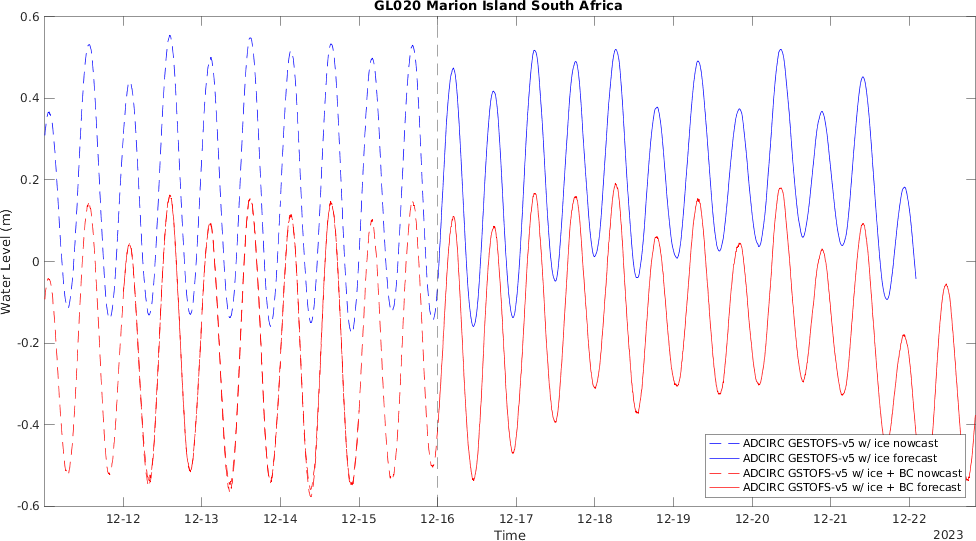 GL020 Marion Island South Africa
0.6
0.4
0.2
0
-0.2
-0.4
-0.6
Water Level (m)
ADCIRC GESTOFS-v5 w/ ice nowcast
ADCIRC GESTOFS-v5 w/ ice forecast
ADCIRC GSTOFS-v5 w/ ice + BC nowcast
ADCIRC GSTOFS-v5 w/ ice + BC forecast
12-12 12-13 12-14 12-15 12-16 12-17 12-18 12-19 12-20 12-21 12-22
Time
2023